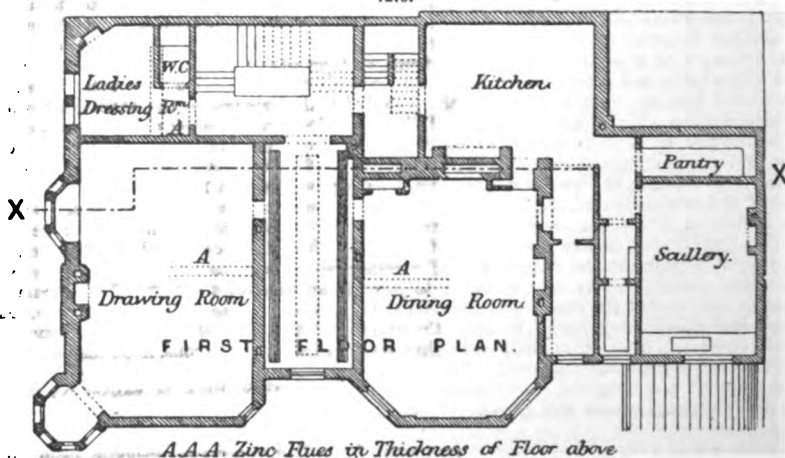 W.C
Ladies
Dressing Rm.
A
Kitchen.
Pantry
X
X
Scullery.
A
Drawing Room
A
Dining Room.
FIRST FLOOR PLAN.
A.A.A. Zinc Flues in Thickness of Floor above